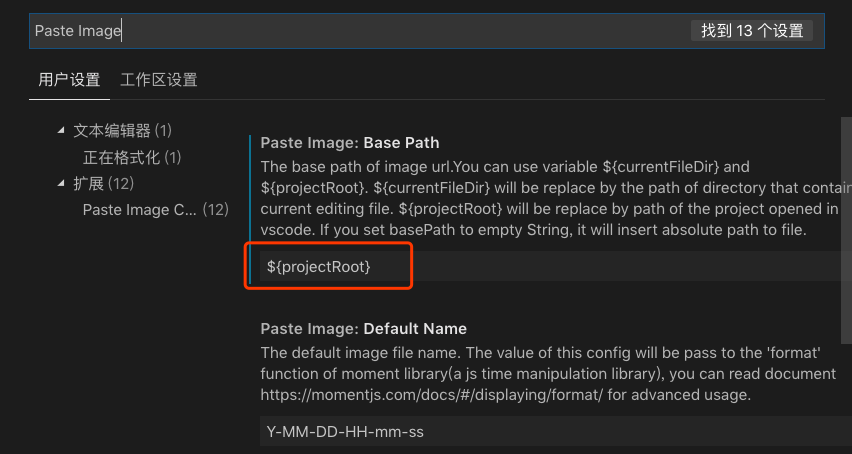 Paste Image
找到 13 个设置
用户设置
工作区设置
文本编辑器 (1)
正在格式化 (1)
扩展 (12)
Paste Image C... (12)
Paste Image: Base Path
The base path of image url.You can use variable ${currentFileDir} and
${projectRoot}. ${currentFileDir} will be replace by the path of directory that contain
current editing file. ${projectRoot} will be replace by path of the project opened in
vscode. If you set basePath to empty String, it will insert absolute path to file.
${projectRoot}
Paste Image: Default Name
The default image file name. The value of this config will be pass to the 'format'
function of moment library(a js time manipulation library), you can read document
https://momentjs.com/docs/#/displaying/format/ for advanced usage.
Y-MM-DD-HH-mm-ss